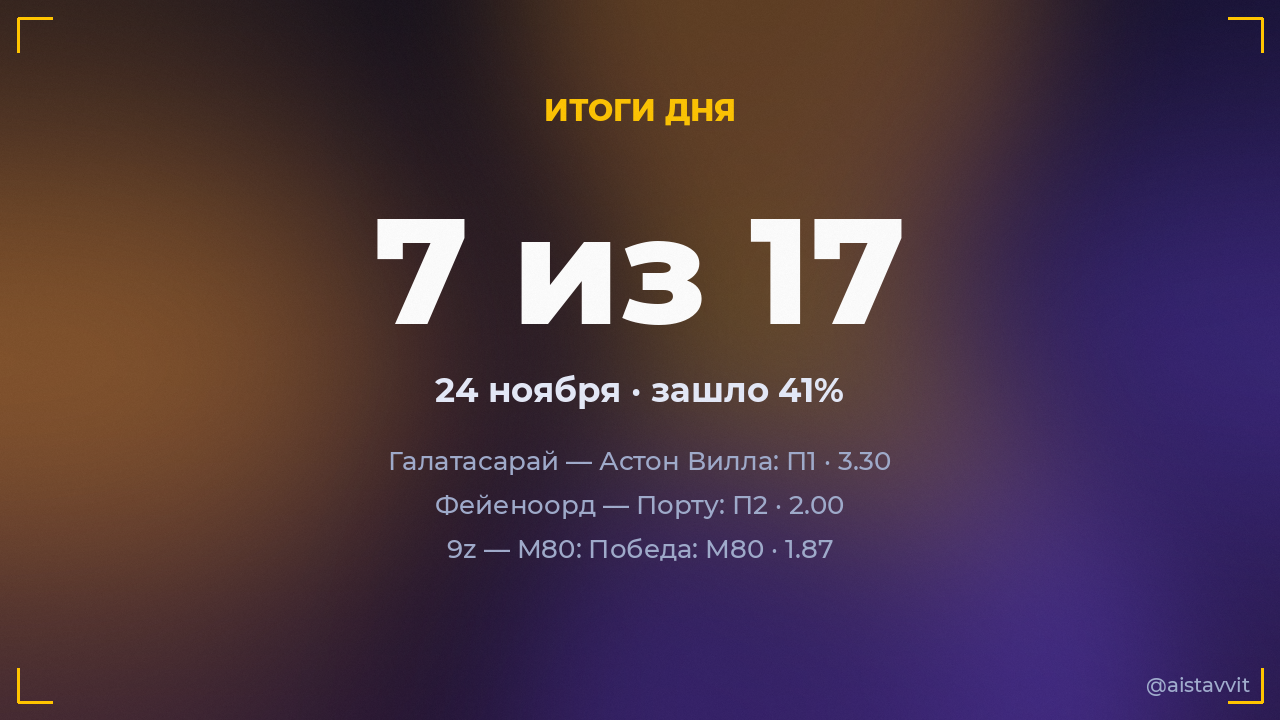 ИТОГИ ДНЯ
7 из 17
24 ноября · зашло 41%
Галатасарай — Астон Вилла: П1 · 3.30
Фейеноорд — Порту: П2 · 2.00
9z — M80: Победа: M80 · 1.87
@aistavvit